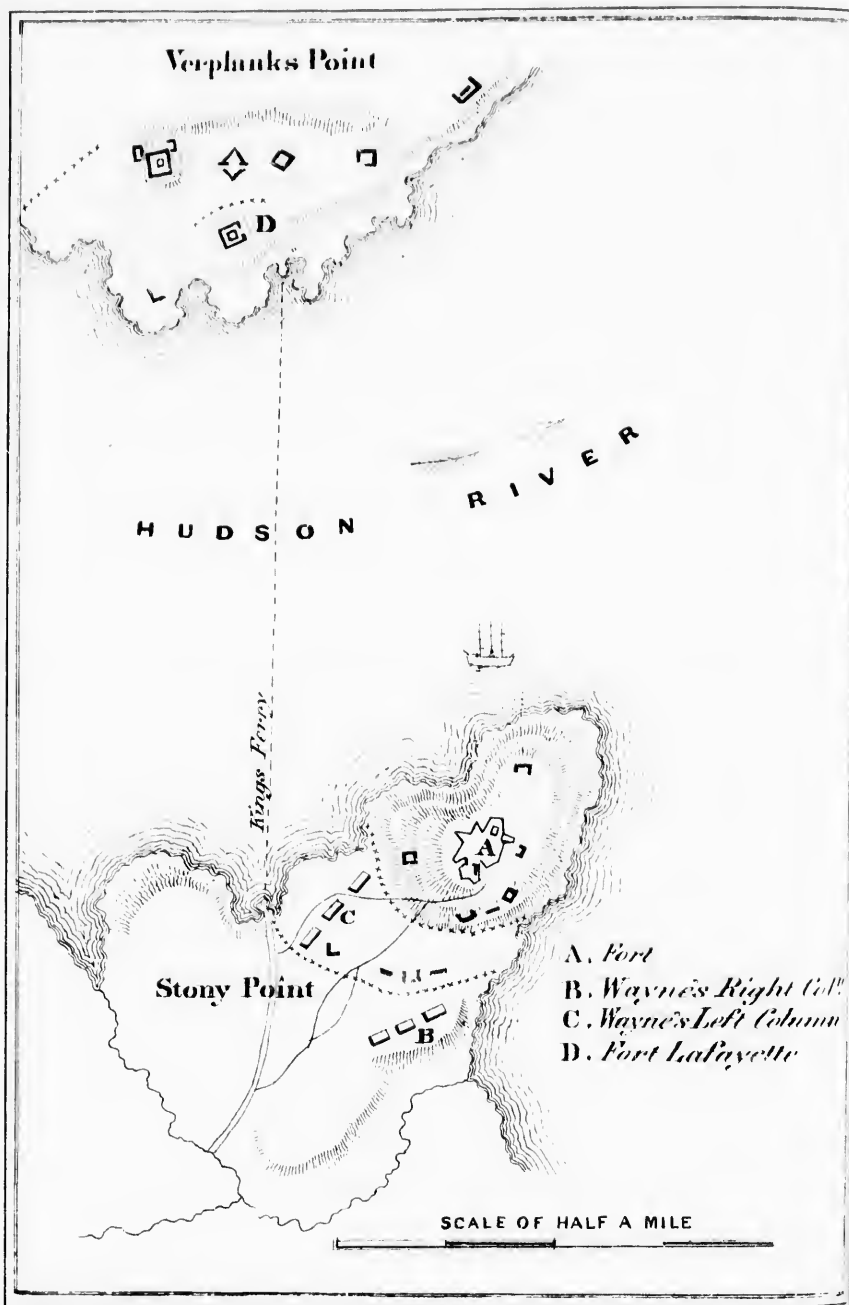 Verplanks Point
D
HUDSON RIVER
Kings Ferry
A
C
Stony Point
B
A. Fort
B. Wayne's Right Col.
C. Wayne's Left Column
D. Fort Lafayette
SCALE OF HALF A MILE